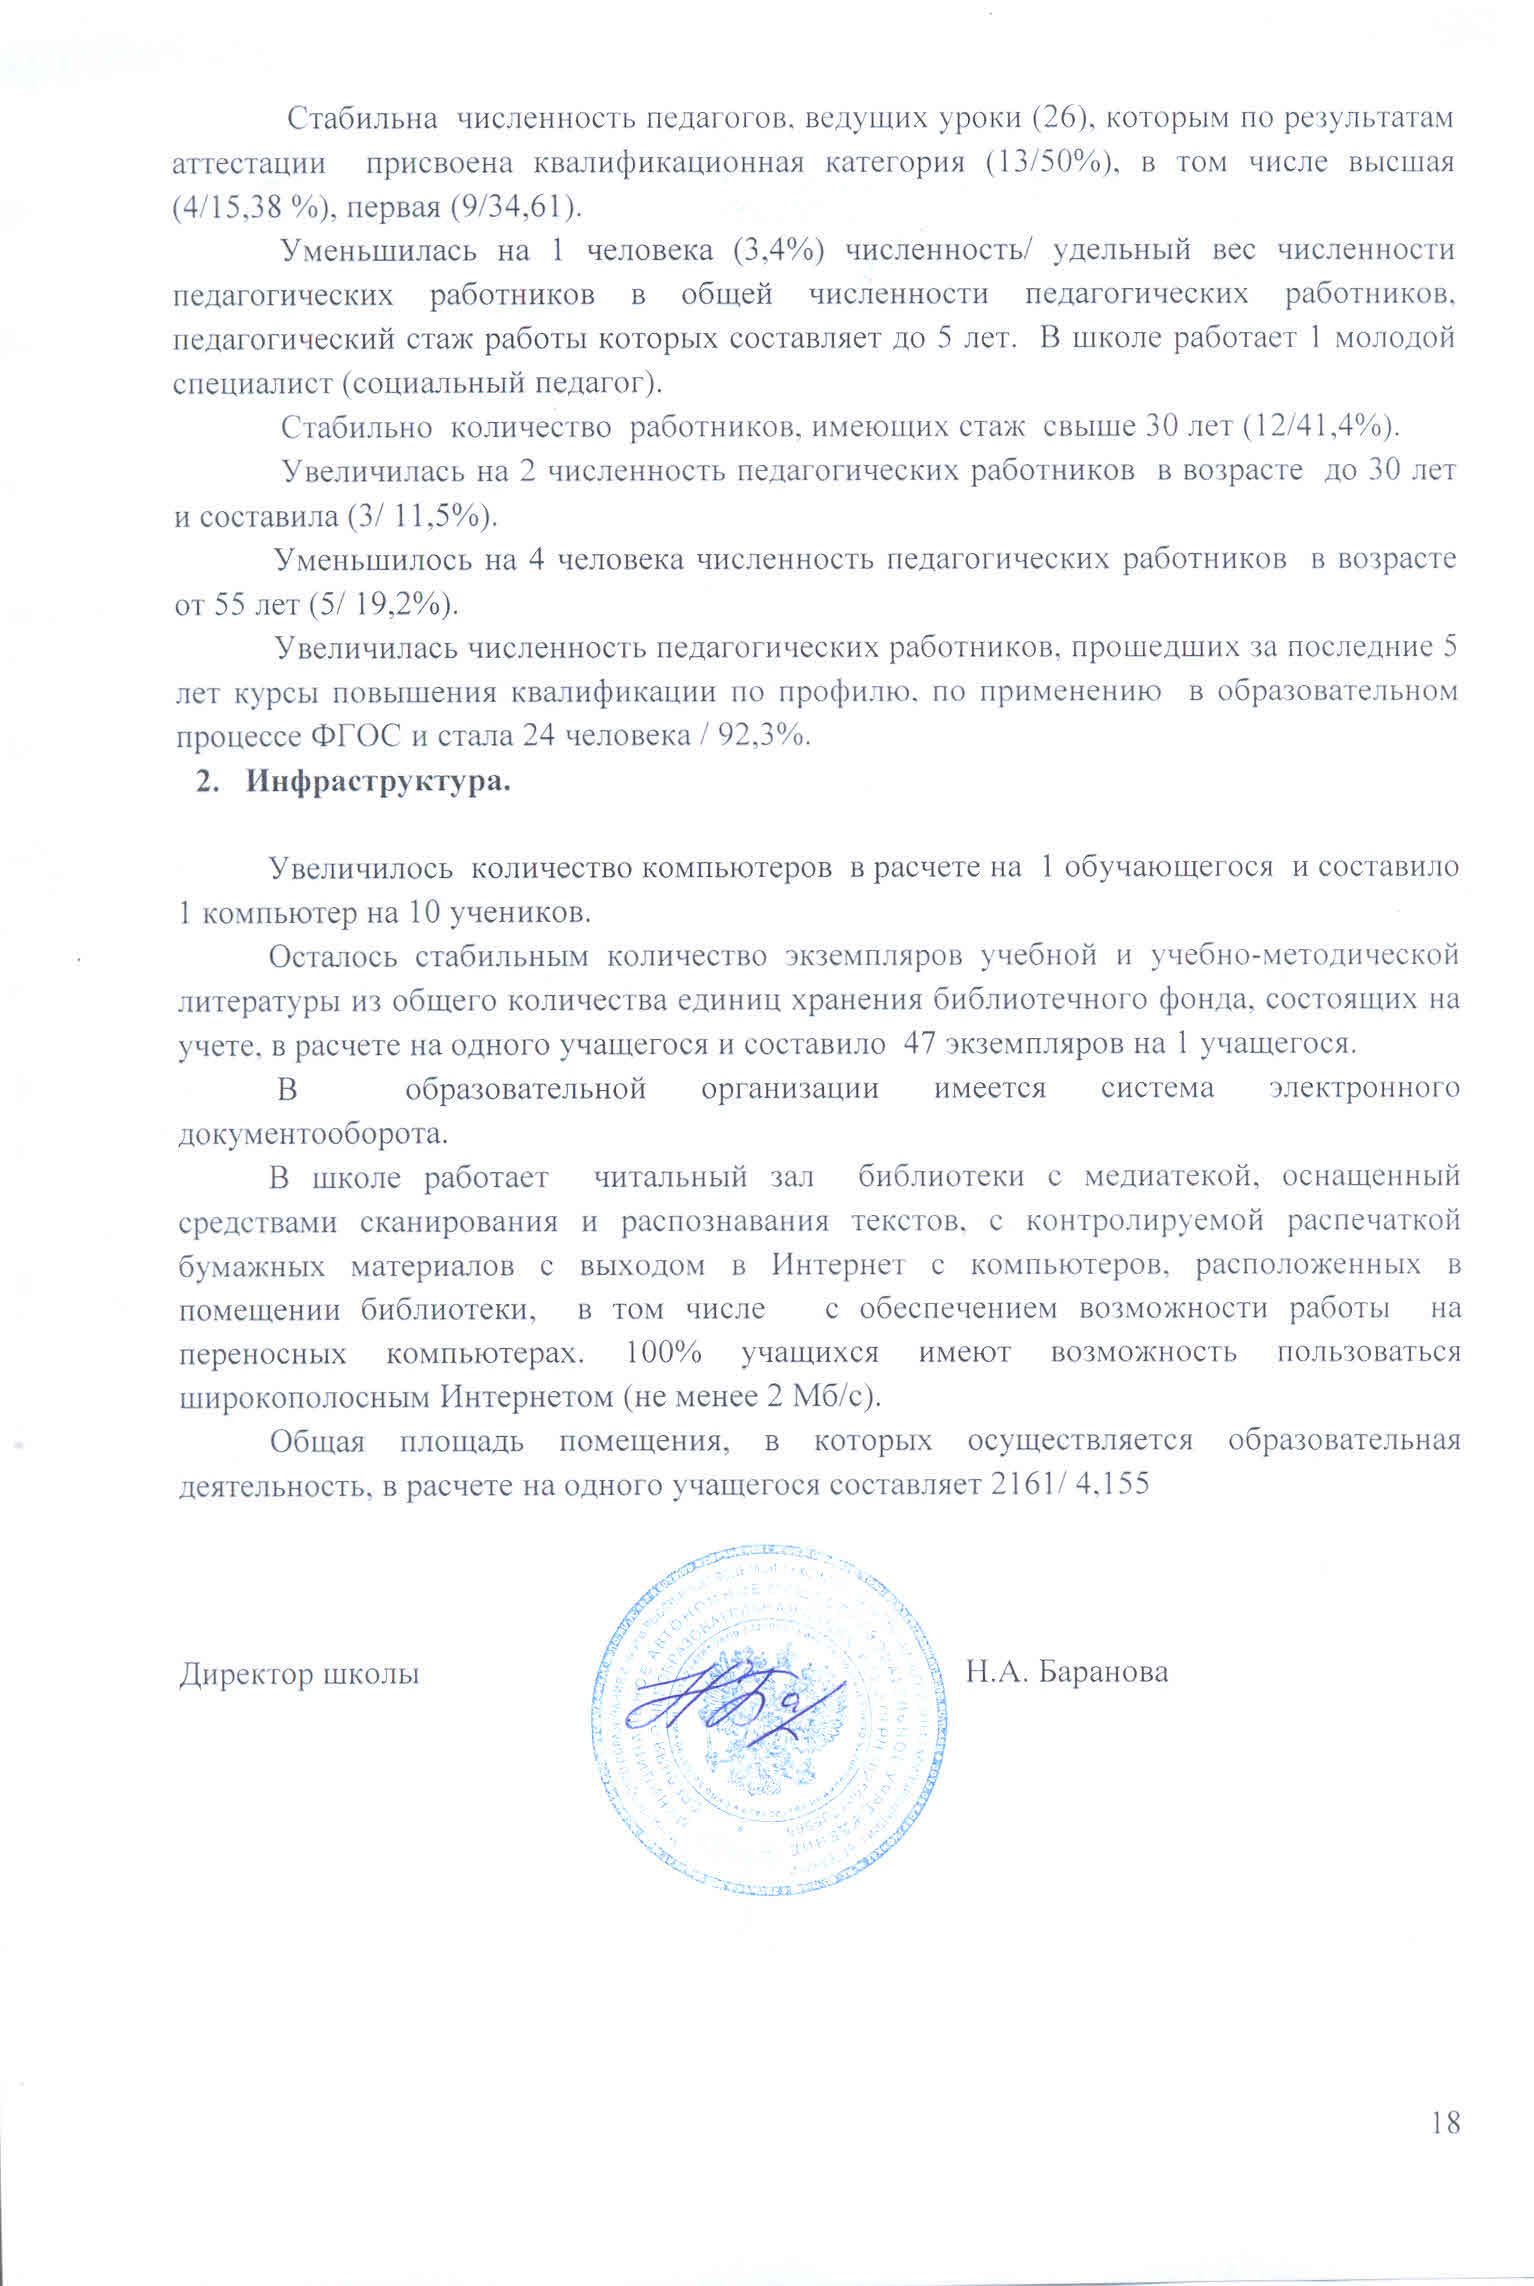 Стабильна численность педагогов, ведущих уроки (26), которым по результатам
аттестации присвоена квалификационная категория (13/50%), в том числе высшая
(4/15,38 %), первая (9/34,61).
Уменьшилась на 1 человека (3,4%) численность/ удельный вес численности
педагогических работников в общей численности педагогических работников,
педагогический стаж работы которых составляет до 5 лет. В школе работает 1 молодой
специалист (социальный педагог).
Стабильно количество работников, имеющих стаж свыше 30 лет (12/41,4%).
Увеличилась на 2 численность педагогических работников в возрасте до 30 лет
и составила (3/ 11,5%).
Уменьшилось на 4 человека численность педагогических работников в возрасте
от 55 лет (5/ 19,2%).
Увеличилась численность педагогических работников, прошедших за последние 5
лет курсы повышения квалификации по профилю, по применению в образовательном
процессе ФГОС и стала 24 человека / 92,3%.
2. Инфраструктура.
Увеличилось количество компьютеров в расчете на 1 обучающегося и составило
1 компьютер на 10 учеников.
Осталось стабильным количество экземпляров учебной и учебно-методической
литературы из общего количества единиц хранения библиотечного фонда, состоящих на
учете, в расчете на одного учащегося и составило 47 экземпляров на 1 учащегося.
В образовательной организации имеется система электронного
документооборота.
В школе работает читальный зал библиотеки с медиатекой, оснащенный
средствами сканирования и распознавания текстов, с контролируемой распечаткой
бумажных материалов с выходом в Интернет с компьютеров, расположенных в
помещении библиотеки, в том числе с обеспечением возможности работы на
переносных компьютерах. 100% учащихся имеют возможность пользоваться
широкополосным Интернетом (не менее 2 Мб/с).
Общая площадь помещения, в которых осуществляется образовательная
деятельность, в расчете на одного учащегося составляет 2161/ 4,155
Директор школы
Н.А. Баранова
18